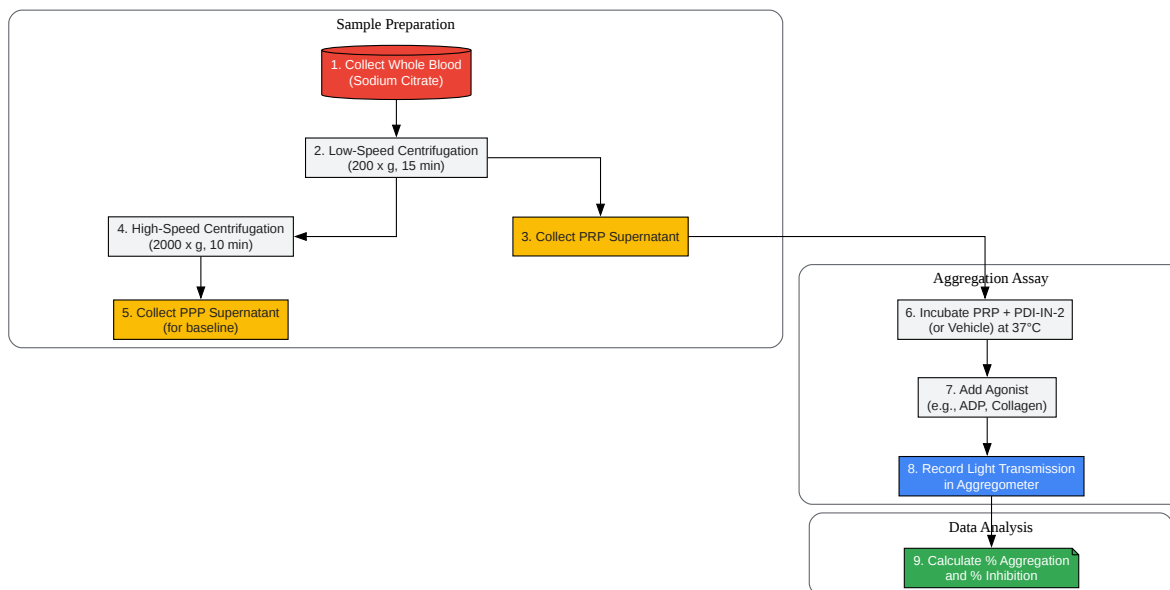 Sample Preparation
1. Collect Whole Blood
(Sodium Citrate)
2. Low-Speed Centrifugation
(200 x g, 15 min)
3. Collect PRP Supernatant
4. High-Speed Centrifugation
(2000 x g, 10 min)
5. Collect PPP Supernatant
(for baseline)
Aggregation Assay
6. Incubate PRP + PDI-IN-2
(or Vehicle) at 37°C
7. Add Agonist
(e.g., ADP, Collagen)
8. Record Light Transmission
in Aggregometer
Data Analysis
9. Calculate % Aggregation
and % Inhibition